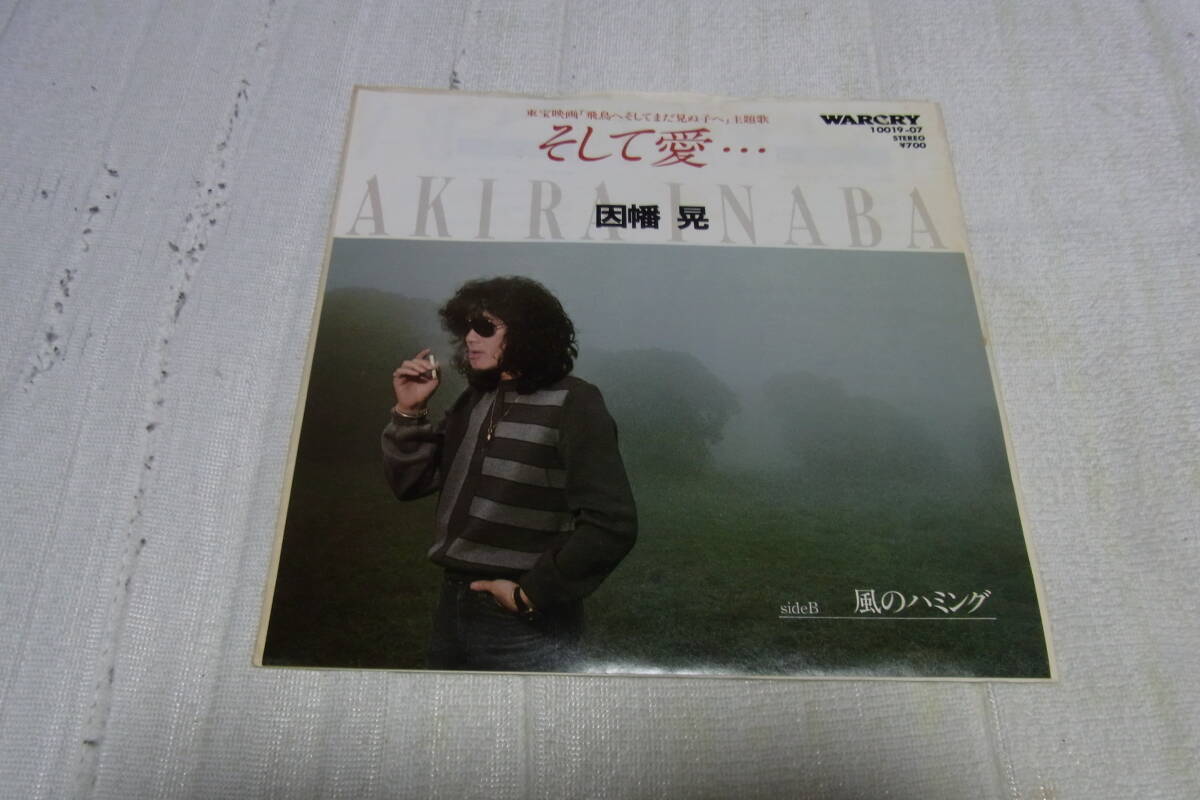 東宝映画「飛鳥へそしてまだ見ぬ子へ」主題歌
そして愛…
WARCRY
10019-07
STEREO
¥700
AKIRA INABA
因幡 晃
sideB 風のハミング